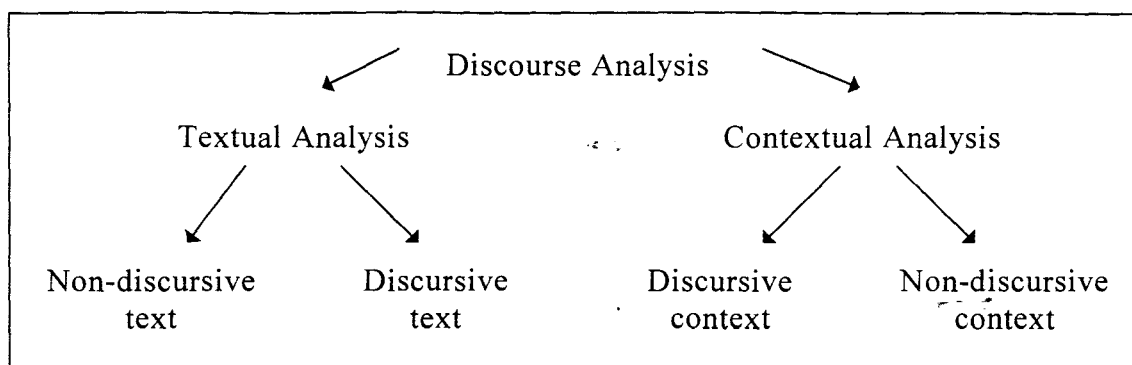 Discourse Analysis
Textual Analysis Contextual Analysis
Non-discursive Discursive Discursive Non-discursive
text text context context